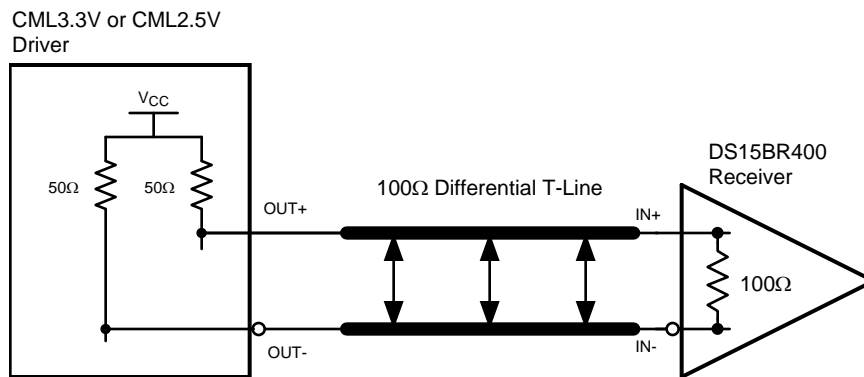 CML3.3V or CML2.5V
Driver
VCC
50Ω
50Ω
OUT+
100Ω Differential T-Line
IN+
DS15BR400
Receiver
100Ω
OUT-
IN-